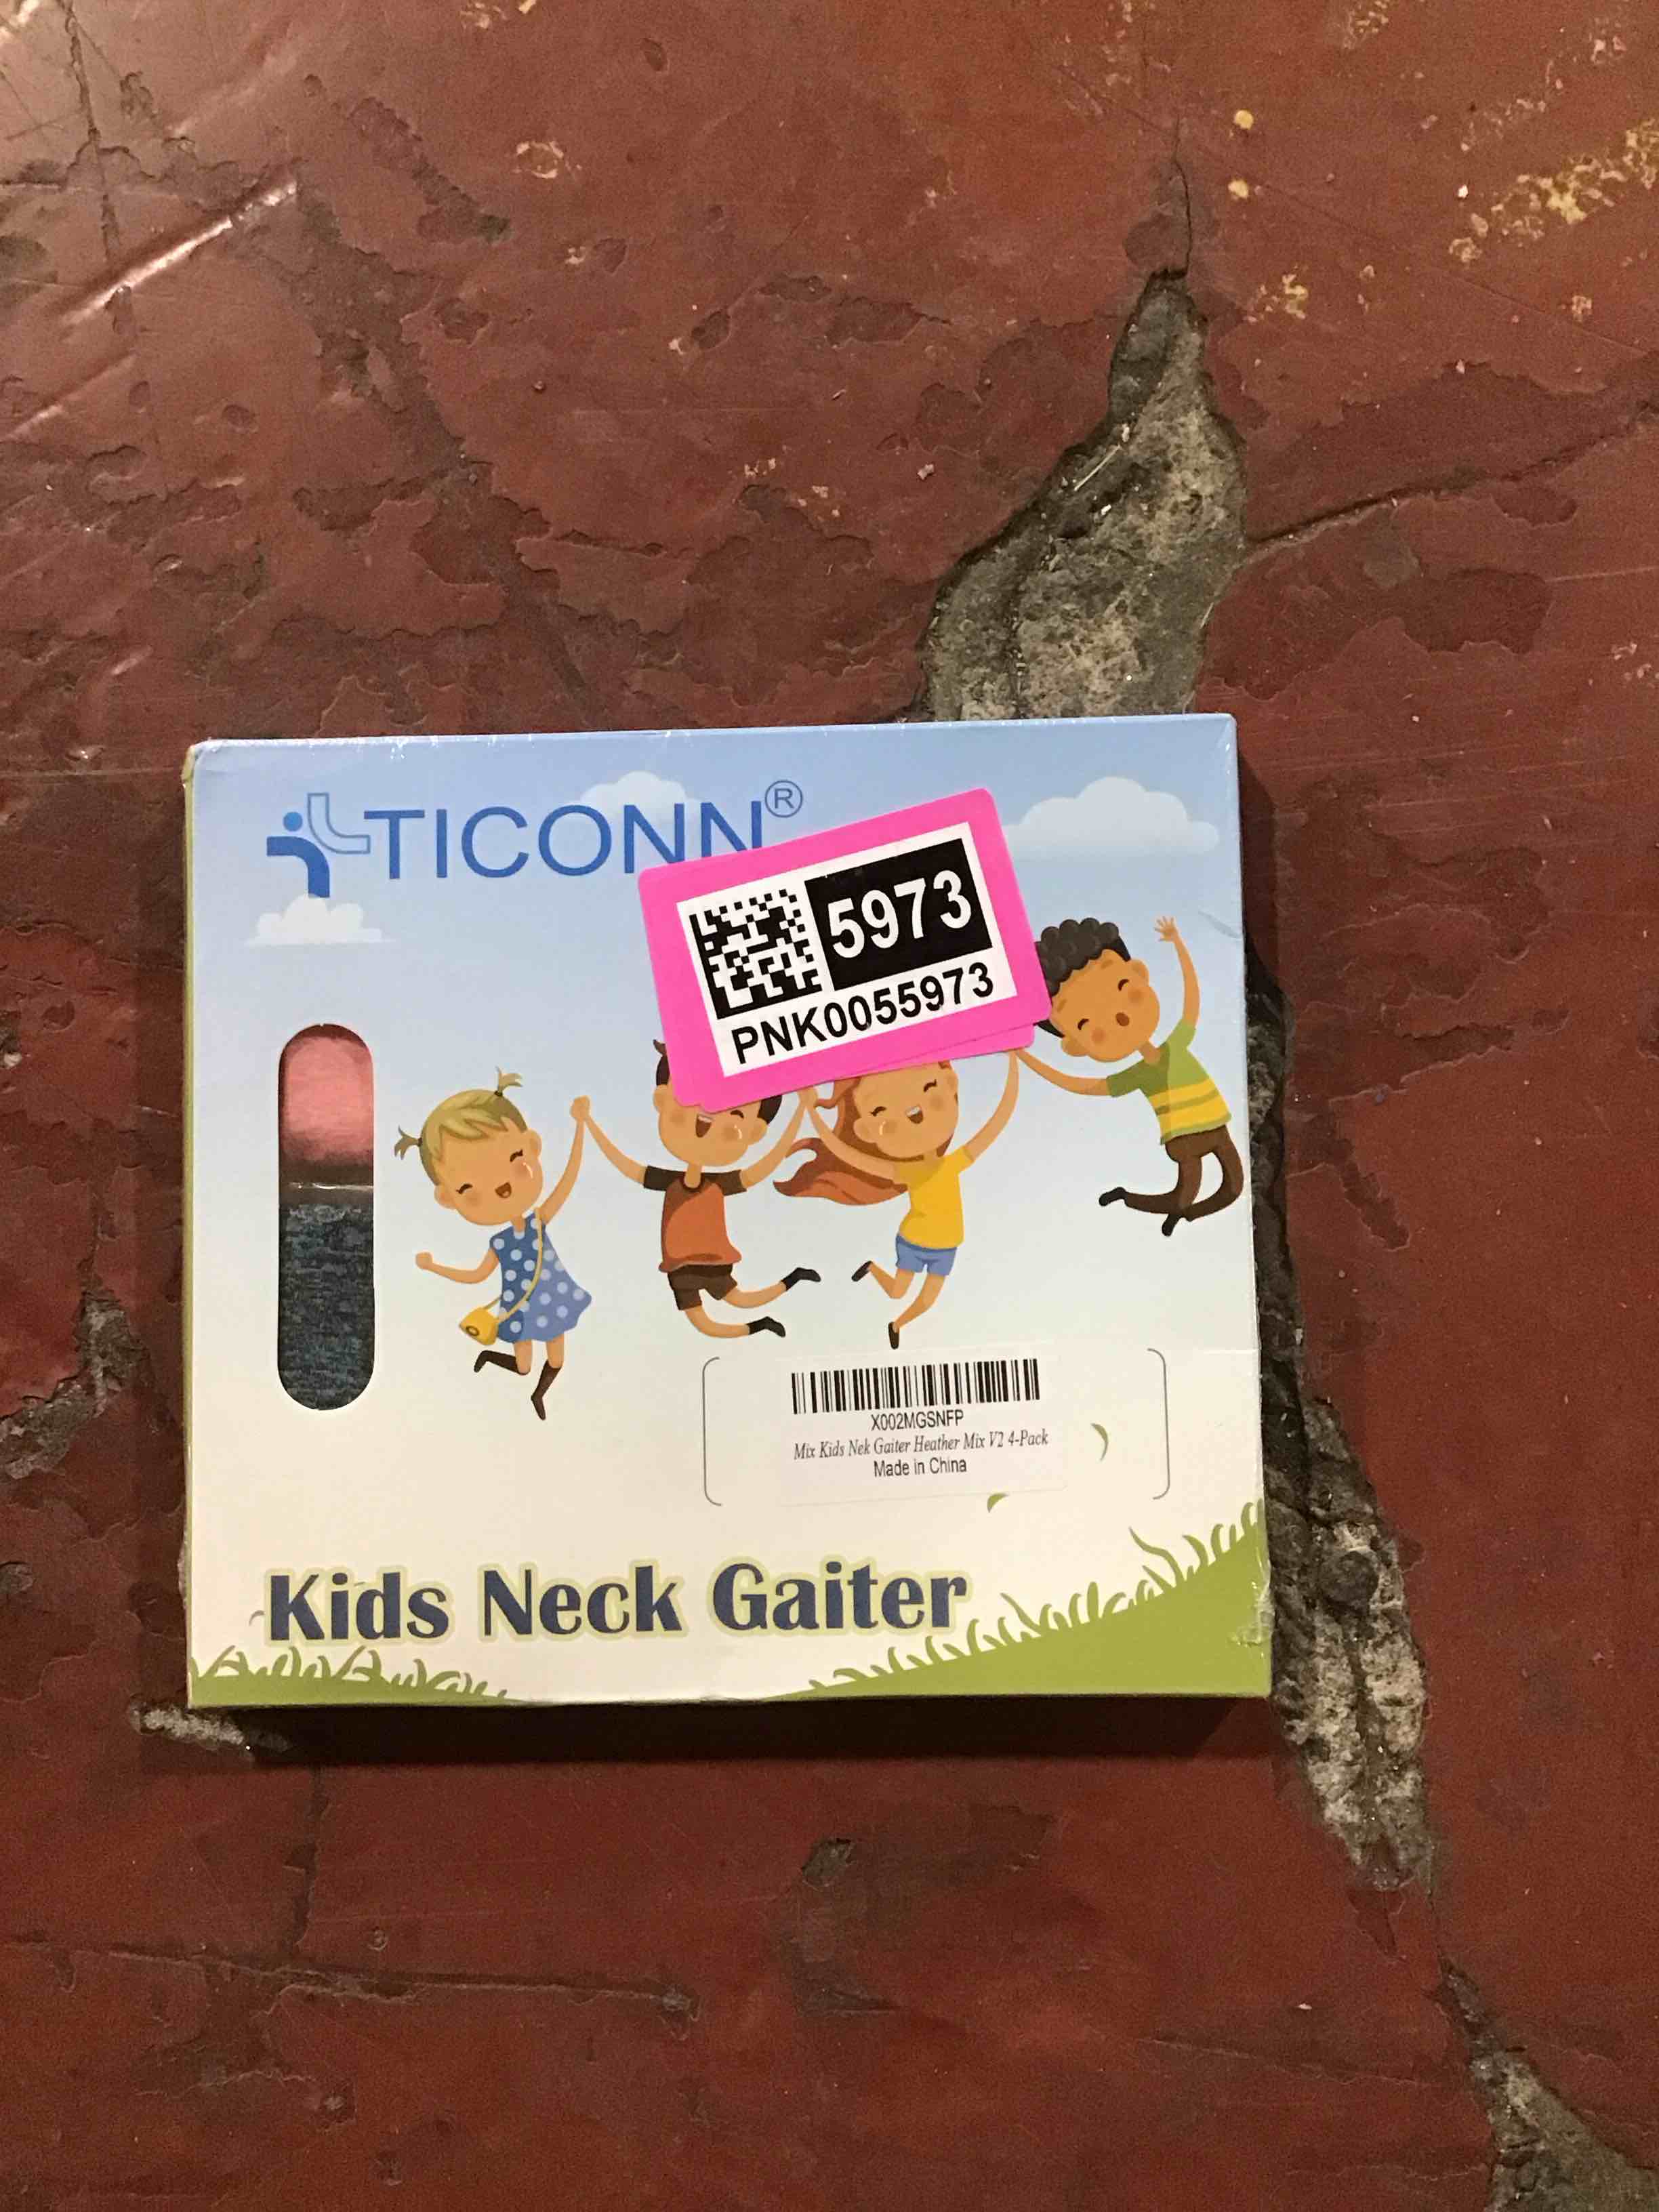 TICONN®
5973
PNK0055973
X002MGSNFP
Mix Kids Nek Gaiter Heather Mix V2 4-Pack
Made in China
Kids Neck Gaiter